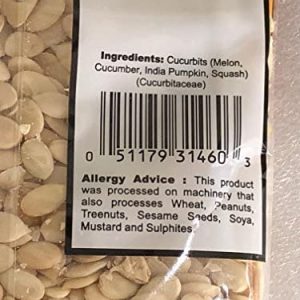 Ingredients: Cucurbits (Melon,
Cucumber, India Pumpkin, Squash)
(Cucurbitaceae)
0 51179 31460 3
Allergy Advice : This product
was processed on machinery that
also processes Wheat, Peanuts,
Treenuts, Sesame Seeds, Soya,
Mustard and Sulphites.